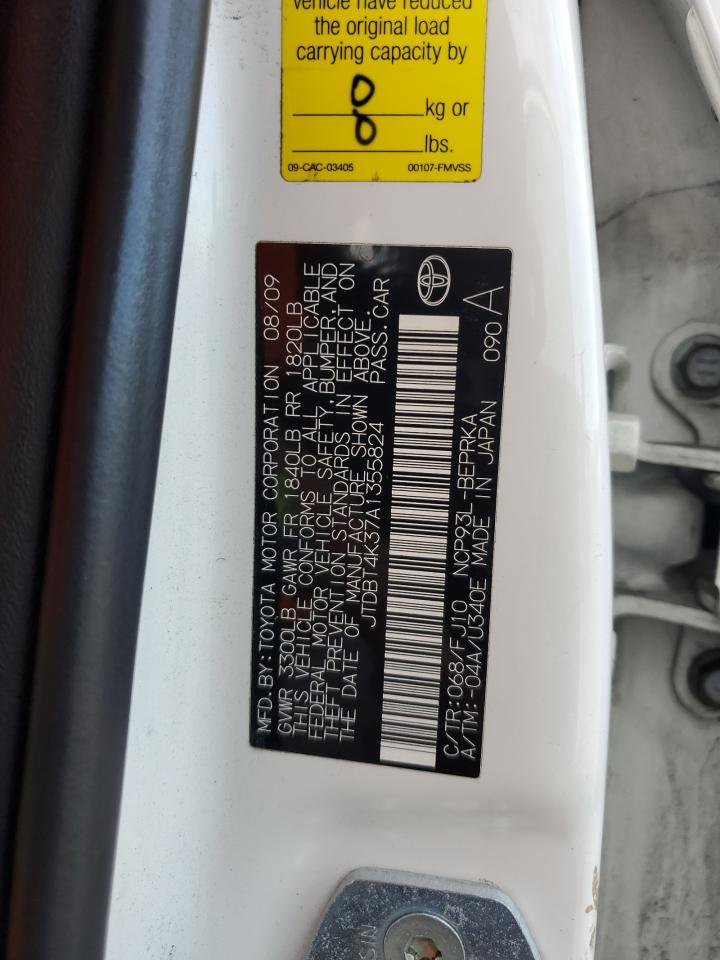 vehicle have reduced
the original load
carrying capacity by
0 kg or
0 lbs.
09-CAC-03405 00107-FMVSS
MFD. BY: TOYOTA MOTOR CORPORATION 08/09
GVWR 3300LB GAWR FR 1840LB RR 1820LB
THIS VEHICLE CONFORMS TO ALL APPLICABLE
FEDERAL MOTOR VEHICLE SAFETY, BUMPER, AND
THEFT PREVENTION STANDARDS IN EFFECT ON
THE DATE OF MANUFACTURE SHOWN ABOVE.
JTDBT4K37A1355824 PASS. CAR
C/TR:068/FJ10 NCP93L-BEPRKA
A/TM:-04A/U340E MADE IN JAPAN
090 A